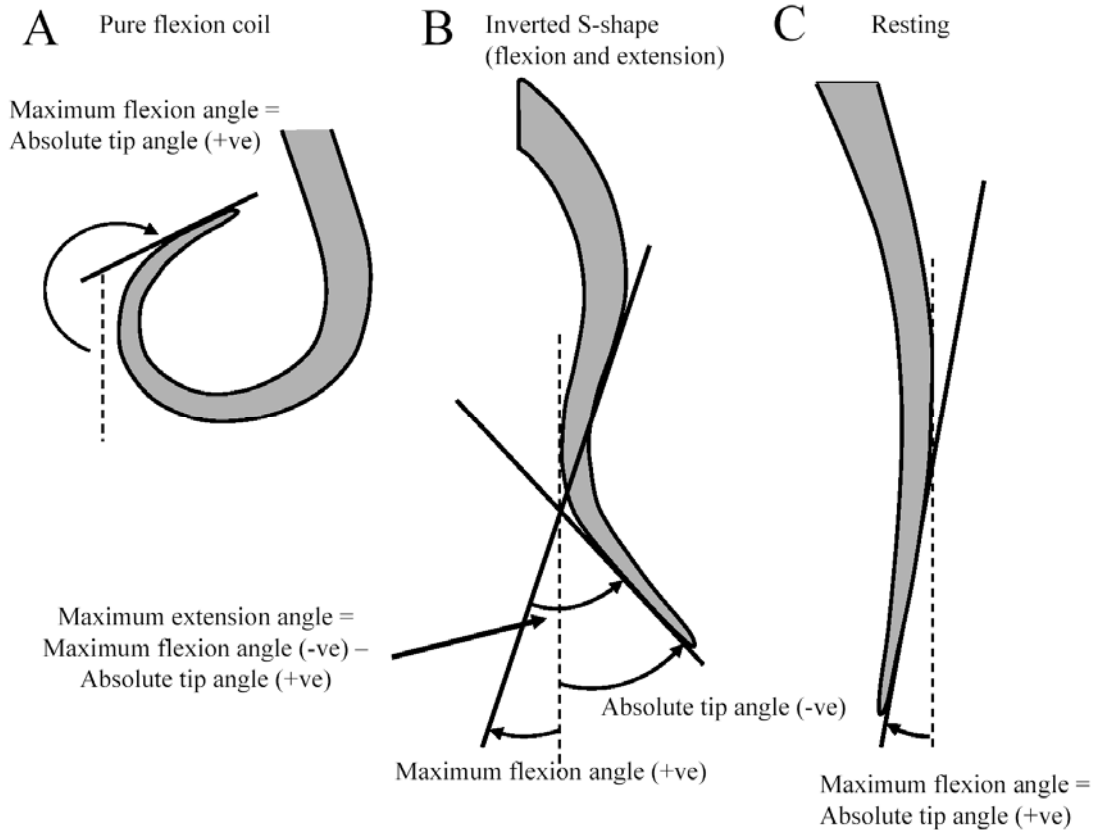 A
Pure flexion coil
Maximum flexion angle =
Absolute tip angle (+ve)
B
Inverted S-shape
(flexion and extension)
Maximum extension angle =
Maximum flexion angle (-ve) –
Absolute tip angle (+ve)
Absolute tip angle (-ve)
Maximum flexion angle (+ve)
C
Resting
Maximum flexion angle =
Absolute tip angle (+ve)